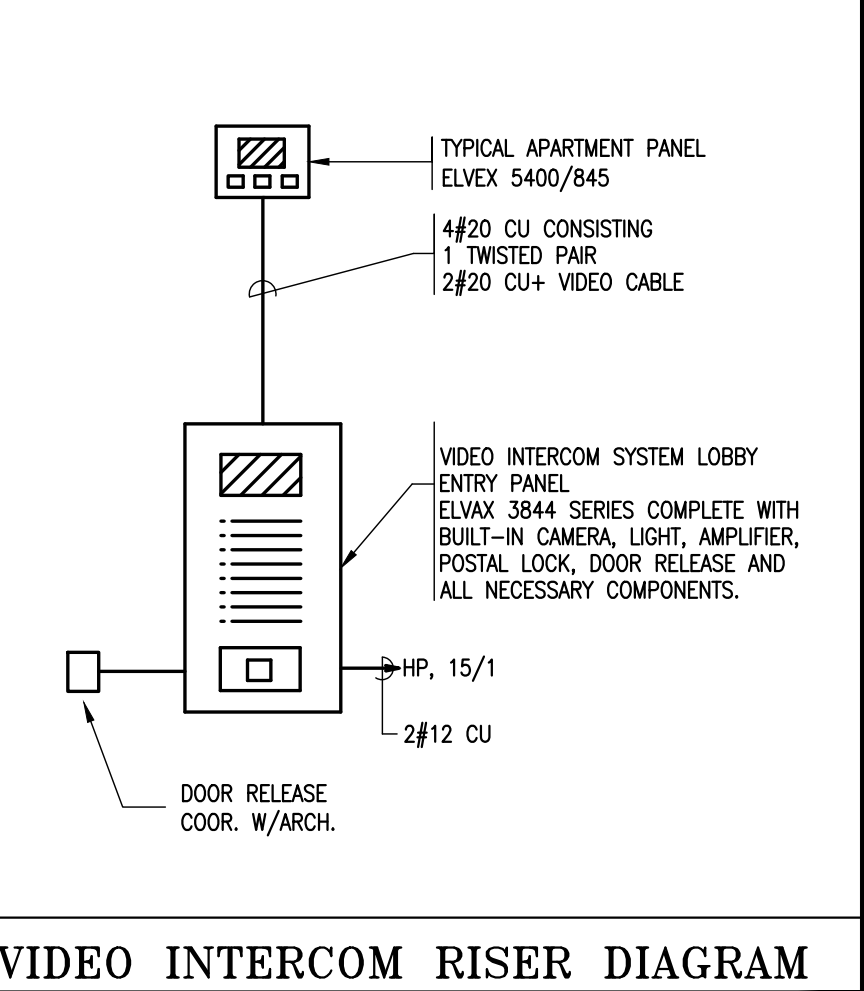 TYPICAL APARTMENT PANEL
ELVEX 5400/845
4#20 CU CONSISTING
1 TWISTED PAIR
2#20 CU+ VIDEO CABLE
VIDEO INTERCOM SYSTEM LOBBY
ENTRY PANEL
ELVAX 3844 SERIES COMPLETE WITH
BUILT-IN CAMERA, LIGHT, AMPLIFIER,
POSTAL LOCK, DOOR RELEASE AND
ALL NECESSARY COMPONENTS.
HP, 15/1
2#12 CU
DOOR RELEASE
COOR. W/ARCH.
VIDEO INTERCOM RISER DIAGRAM